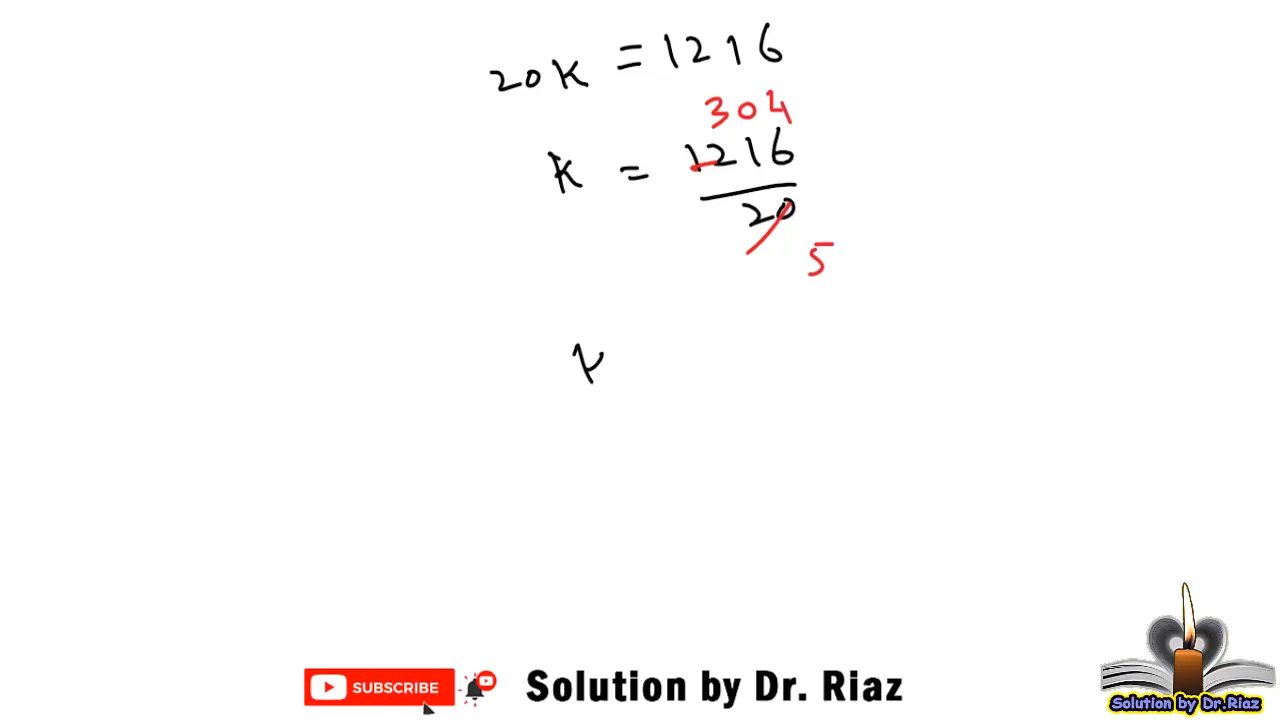 20K = 1216
304
K = 1216
20
5
K
SUBSCRIBE
Solution by Dr. Riaz
Solution by Dr.Riaz